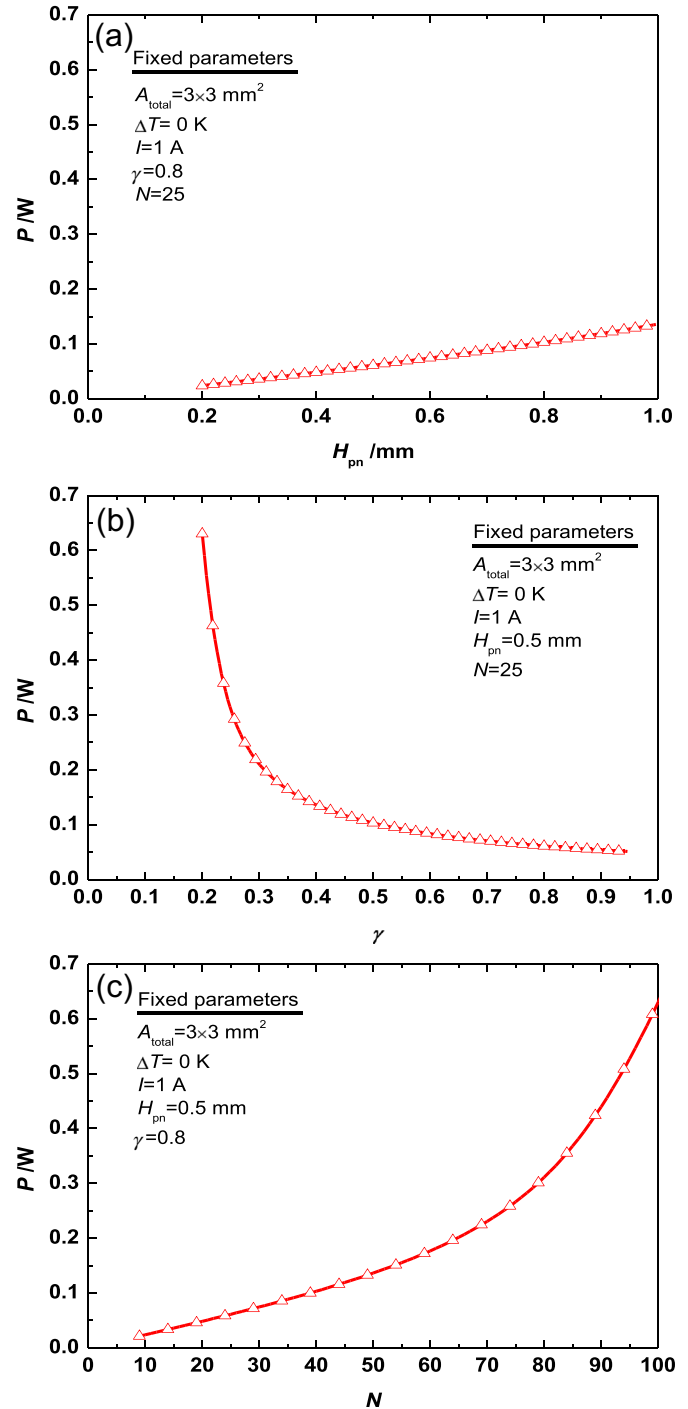 (a)
Fixed parameters
A_total=3×3 mm²
ΔT= 0 K
I=1 A
γ=0.8
N=25
P /W
0.7
0.6
0.5
0.4
0.3
0.2
0.1
0.0
0.0 0.2 0.4 0.6 0.8 1.0
H_pn /mm
(b)
Fixed parameters
A_total=3×3 mm²
ΔT= 0 K
I=1 A
H_pn=0.5 mm
N=25
P /W
0.7
0.6
0.5
0.4
0.3
0.2
0.1
0.0
0.0 0.1 0.2 0.3 0.4 0.5 0.6 0.7 0.8 0.9 1.0
γ
(c)
Fixed parameters
A_total=3×3 mm²
ΔT= 0 K
I=1 A
H_pn=0.5 mm
γ=0.8
P /W
0.7
0.6
0.5
0.4
0.3
0.2
0.1
0.0
0 10 20 30 40 50 60 70 80 90 100
N